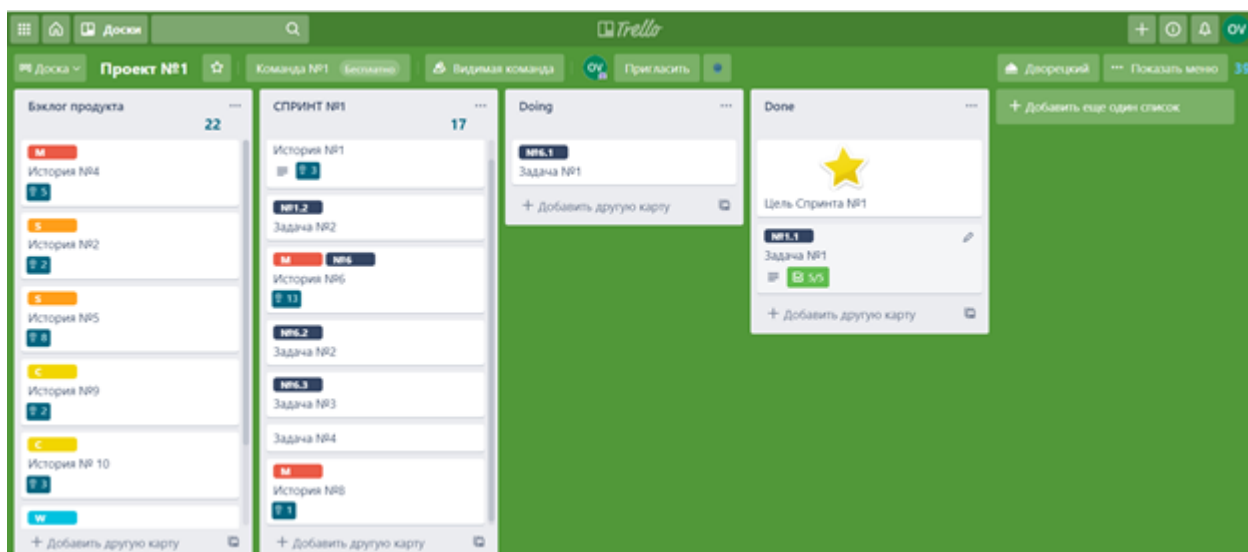 Доски
Trello
OV
Доска
Проект №1
Команда №1
Бесплатно
Видимая команда
OV
Пригласить
Дворецкий
Показать меню
39
Бэклог продукта
22
M
История №4
5
S
История №2
2
S
История №5
8
C
История №9
2
C
История № 10
3
W
+ Добавить другую карту
СПРИНТ №1
17
История №1
3
№1.2
Задача №2
M №6
История №6
13
№6.2
Задача №2
№6.3
Задача №3
Задача №4
M
История №8
1
+ Добавить другую карту
Doing
№6.1
Задача №1
+ Добавить другую карту
Done
Цель Спринта №1
№1.1
Задача №1
5/5
+ Добавить другую карту
+ Добавить еще один список